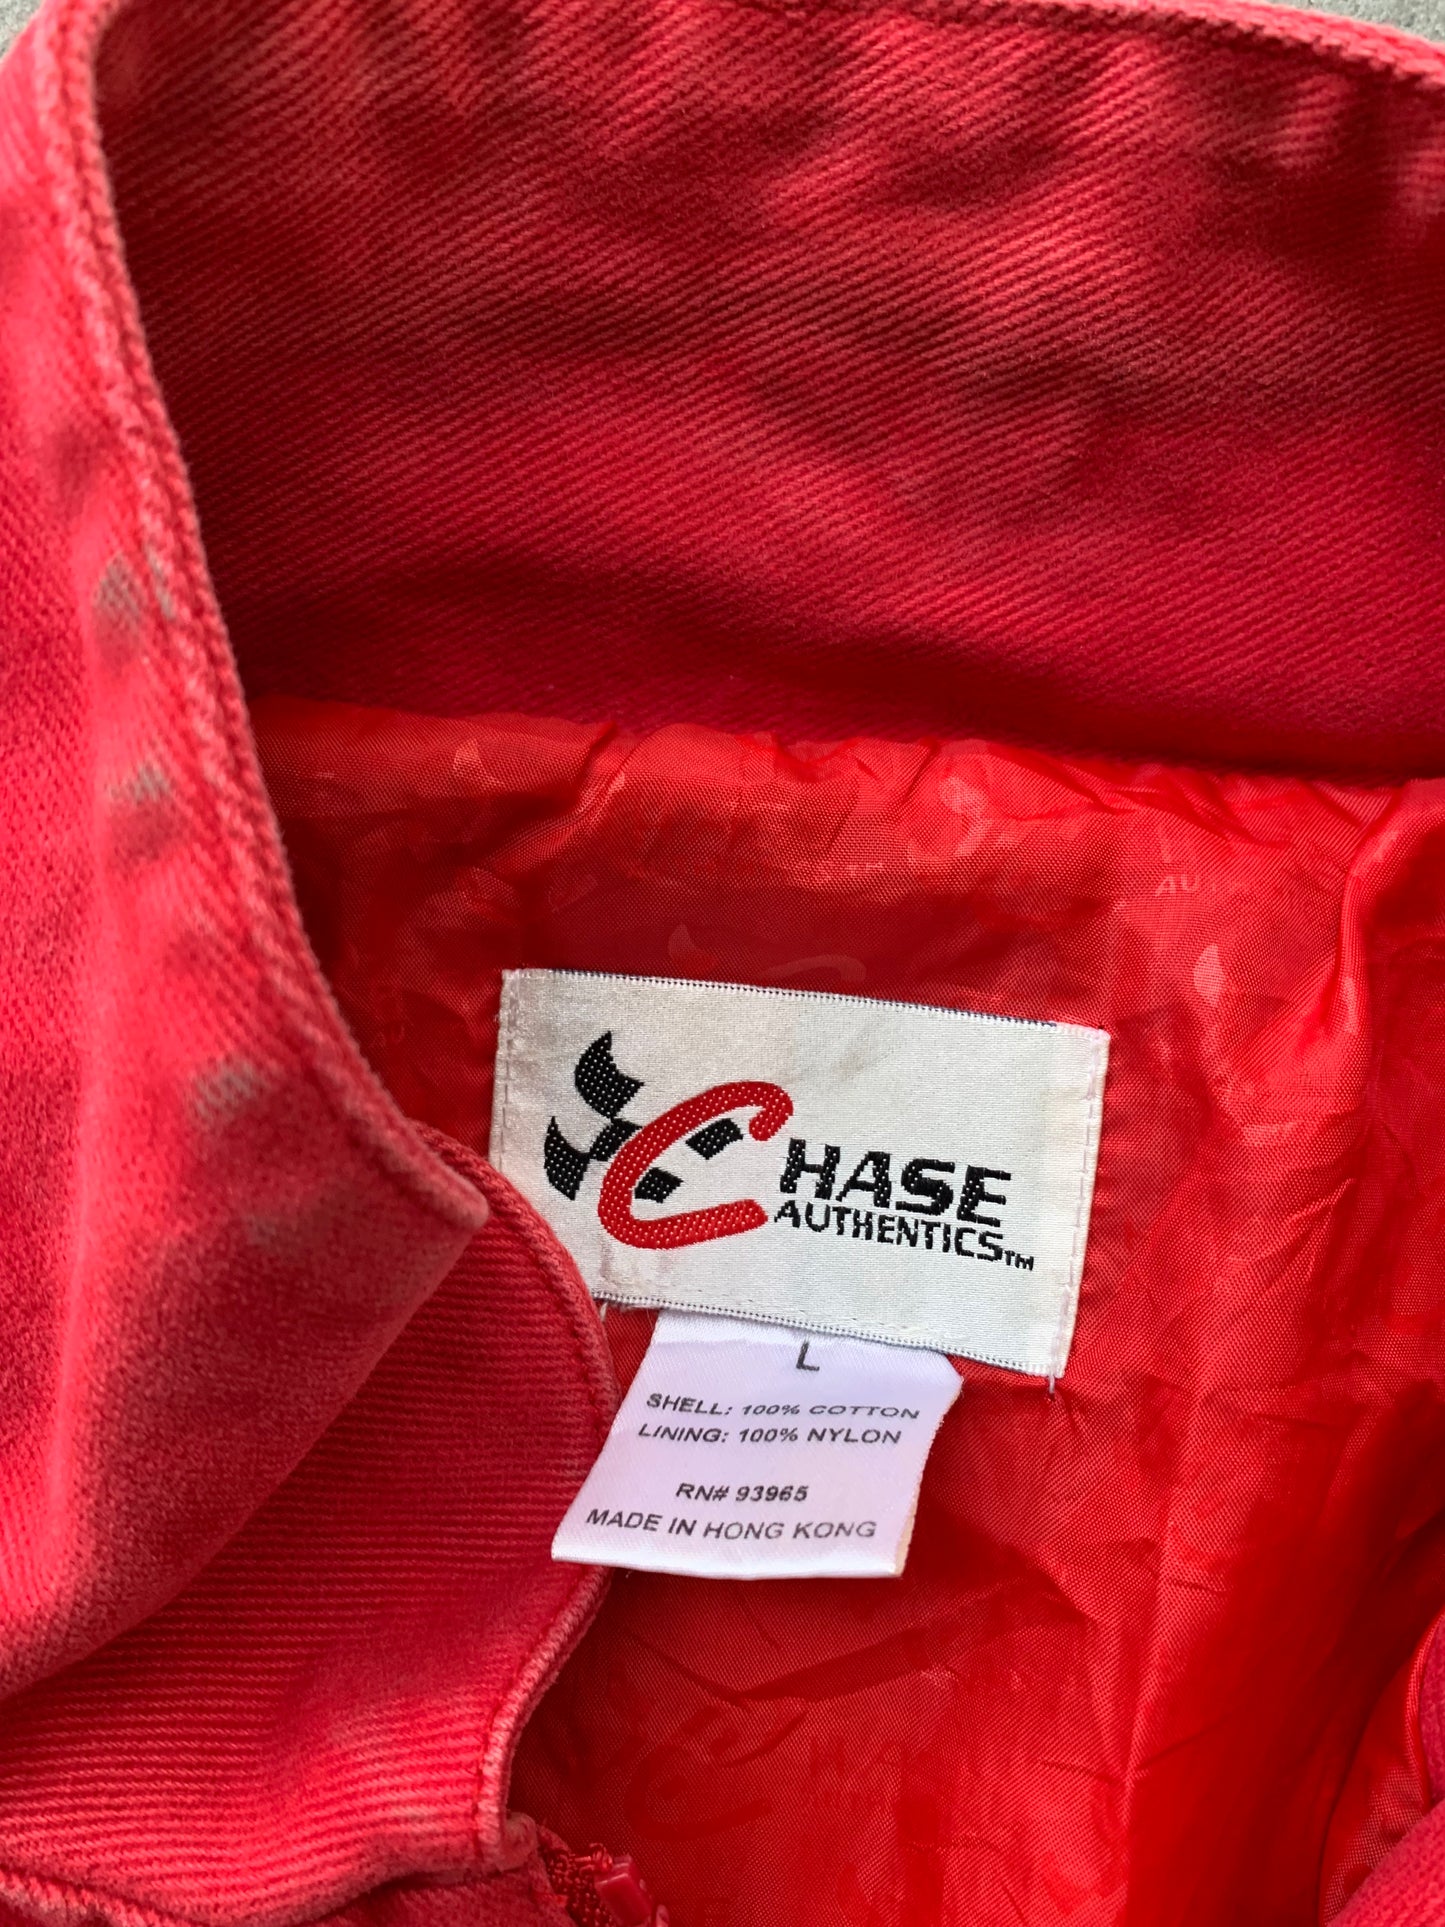 CHASE
AUTHENTICS™
L
SHELL: 100% COTTON
LINING: 100% NYLON
RN# 93965
MADE IN HONG KONG